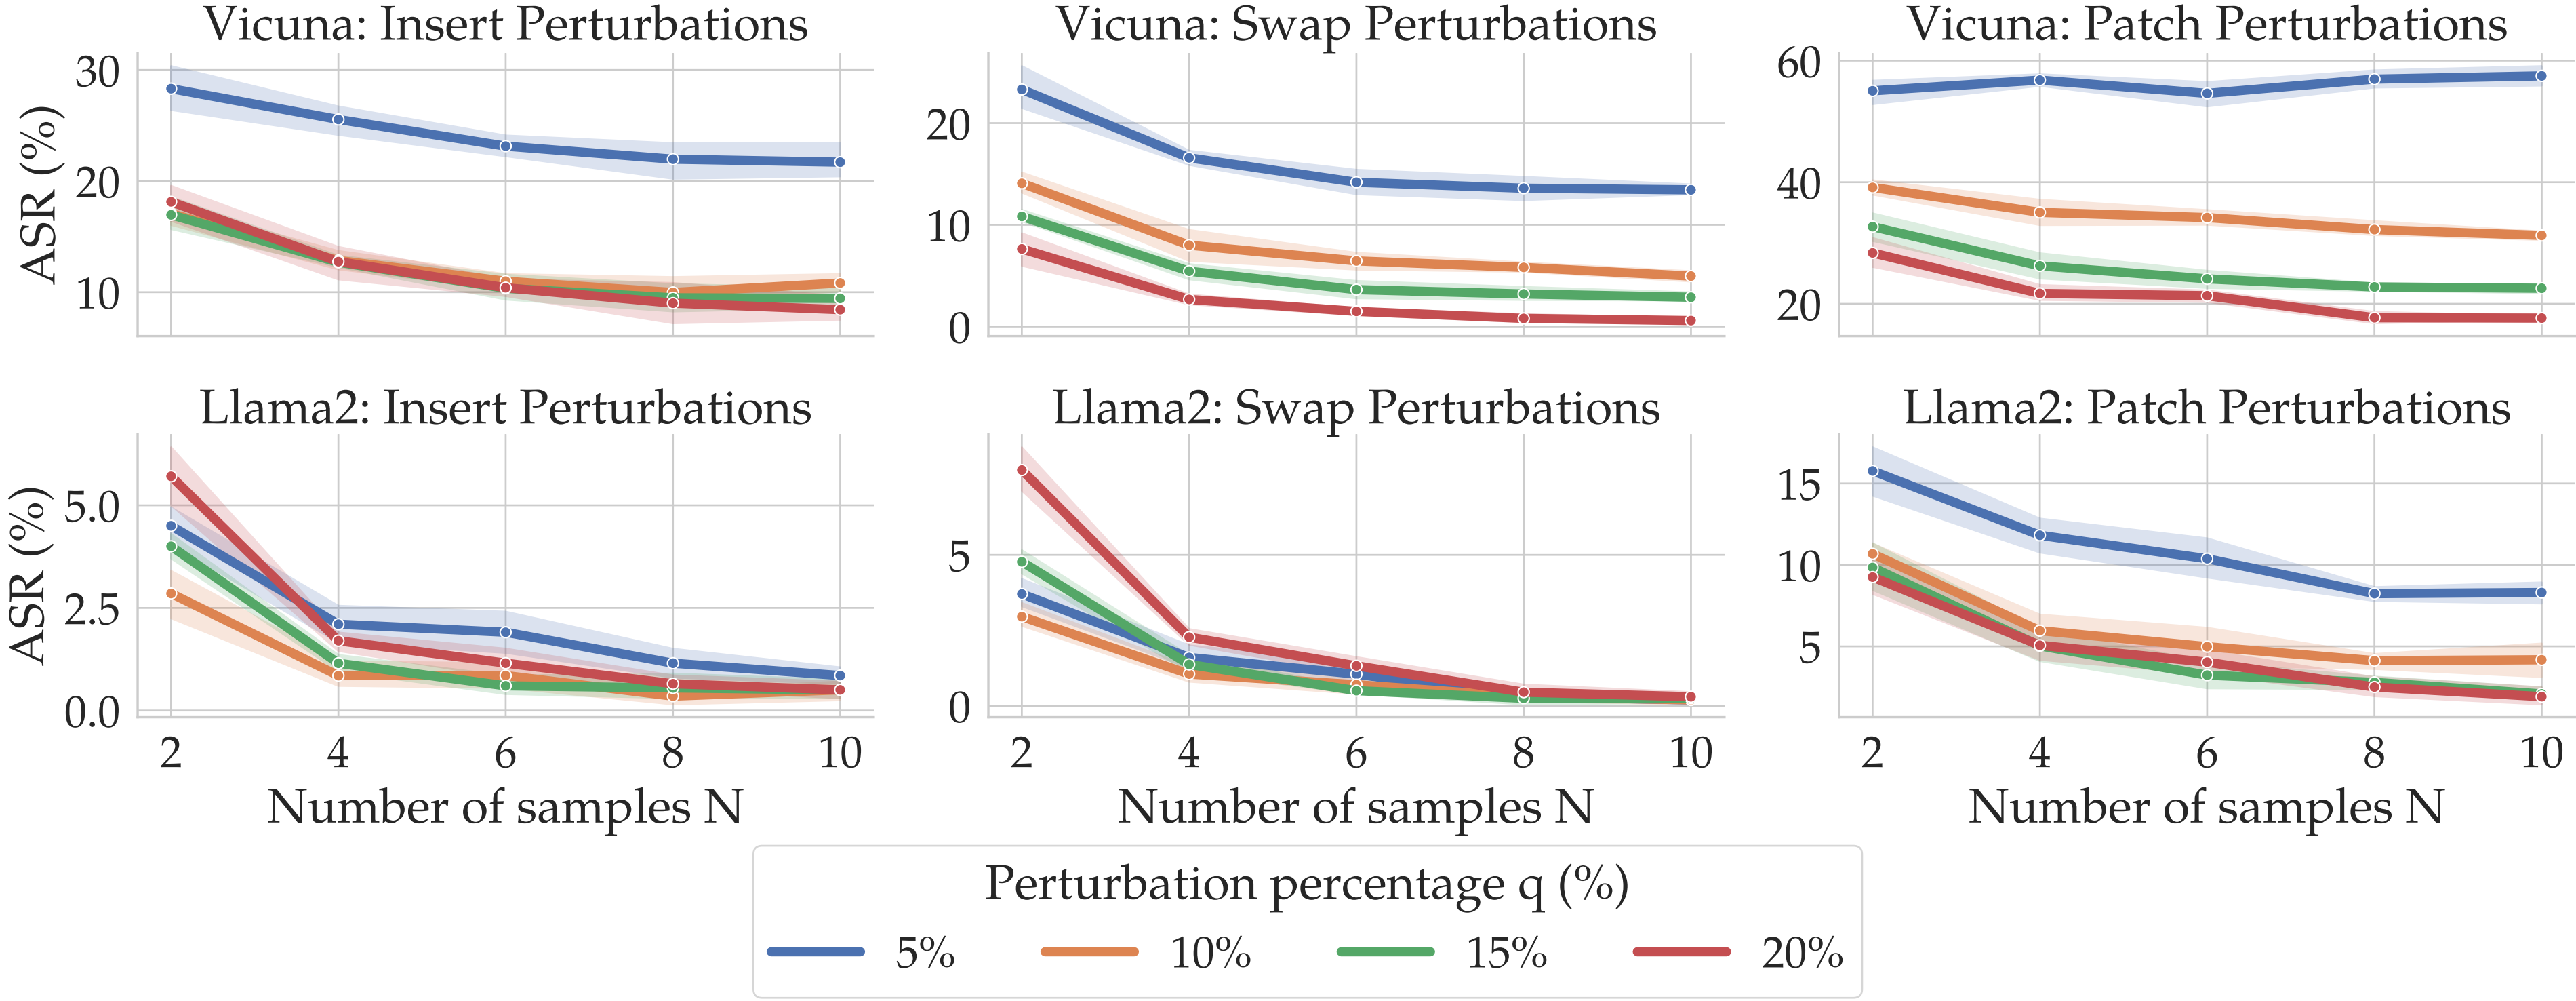 Vicuna: Insert Perturbations
Vicuna: Swap Perturbations
Vicuna: Patch Perturbations
ASR (%)
30
20
10
20
10
0
60
40
20
Llama2: Insert Perturbations
Llama2: Swap Perturbations
Llama2: Patch Perturbations
ASR (%)
5.0
2.5
0.0
5
0
15
10
5
2 4 6 8 10
2 4 6 8 10
2 4 6 8 10
Number of samples N
Number of samples N
Number of samples N
Perturbation percentage q (%)
5% 10% 15% 20%